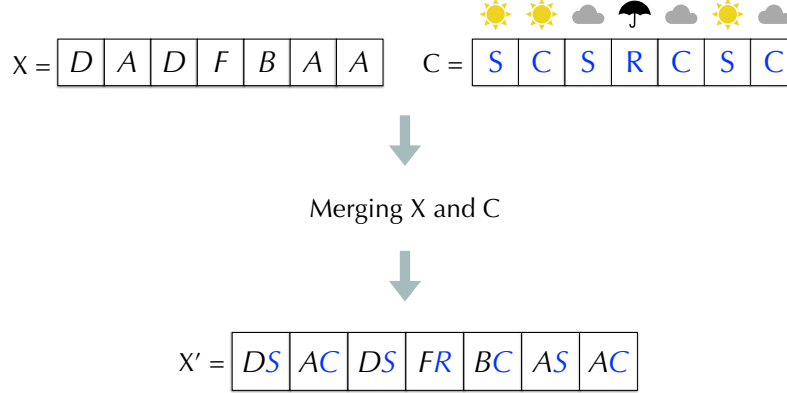 X = D A D F B A A C = S C S R C S C
Merging X and C
X′ = DS AC DS FR BC AS AC